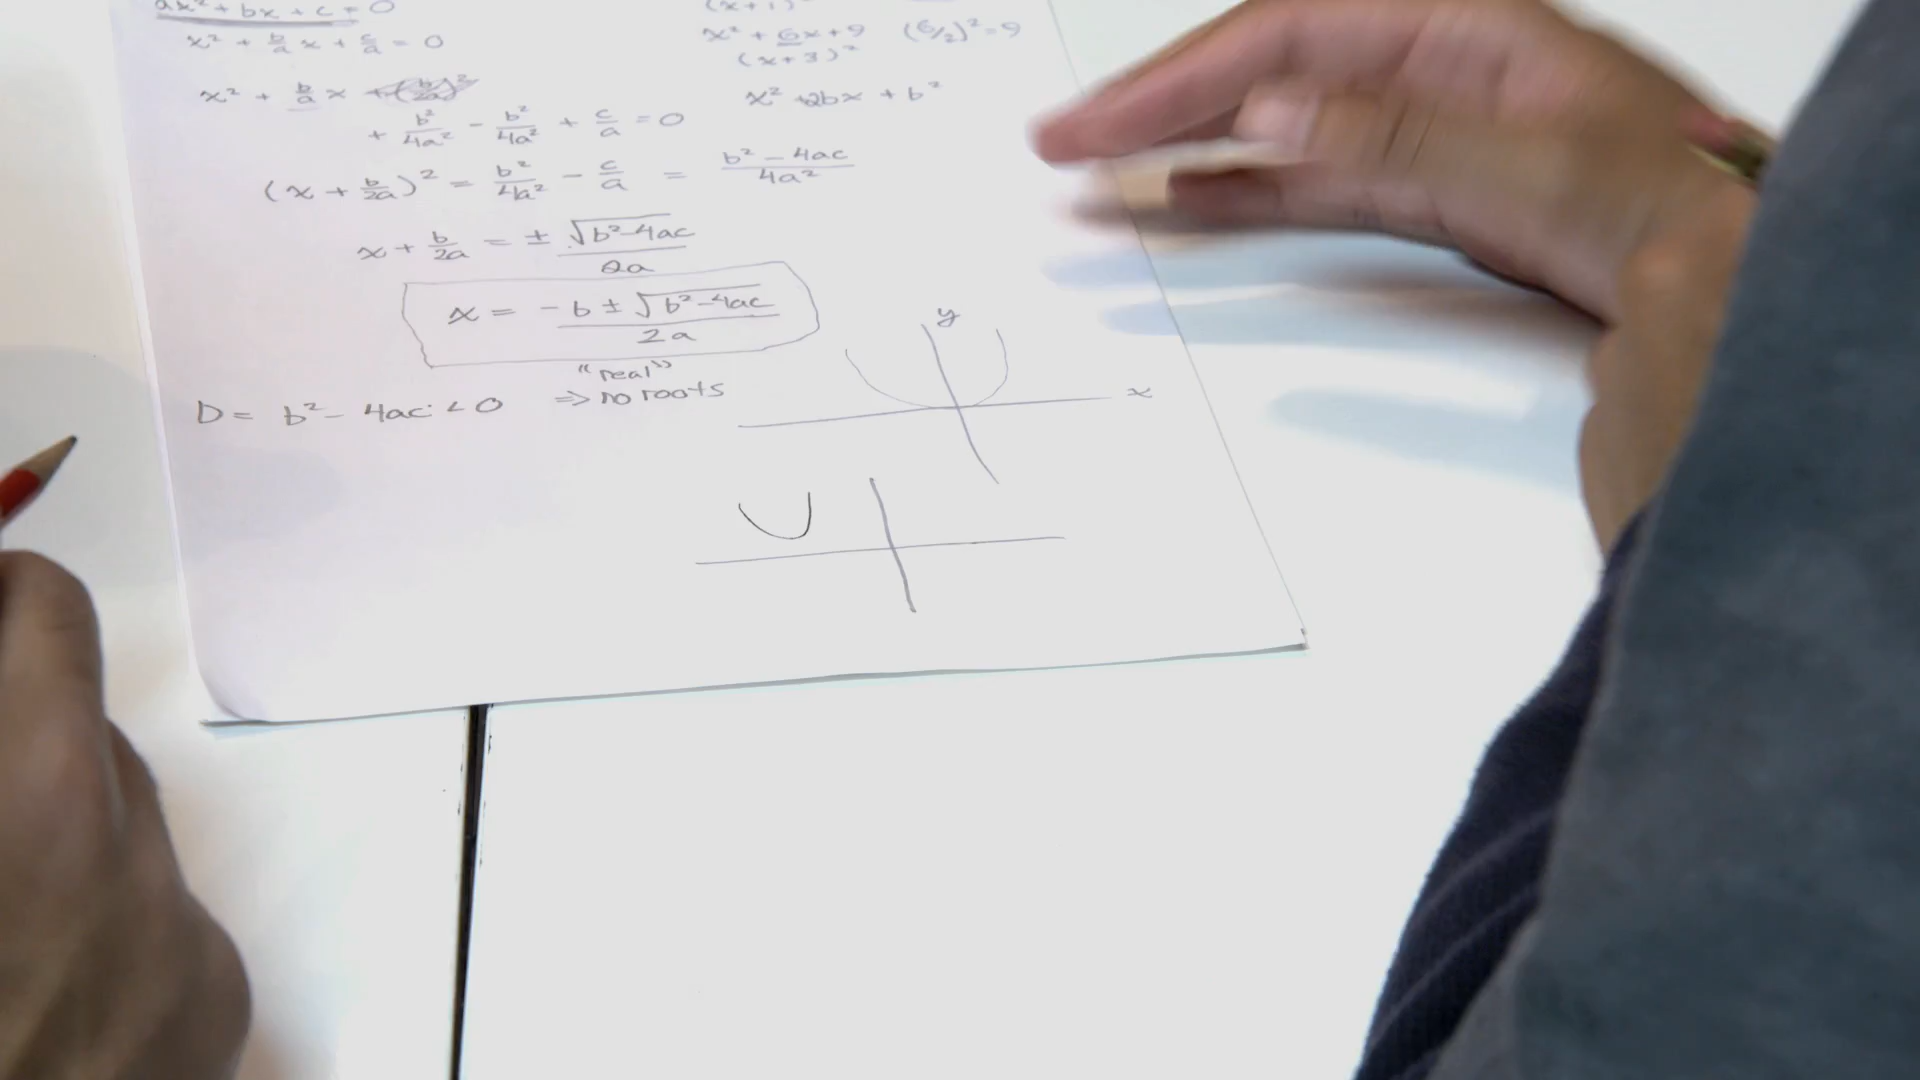 ax² + bx + c = 0
x² + b/a x + c/a = 0
x² + b/a x
+ b²/4a² - b²/4a² + c/a = 0
(x + b/2a)² = b²/4a² - c/a = b² - 4ac/4a²
x + b/2a = ± √b²-4ac/2a
x = -b ± √b²-4ac/2a
"real"
D = b² - 4ac < 0 ⇒ no roots
(x+1)²
x² + 6x + 9 (6/2)² = 9
(x+3)²
x² + 2bx + b²
y
x